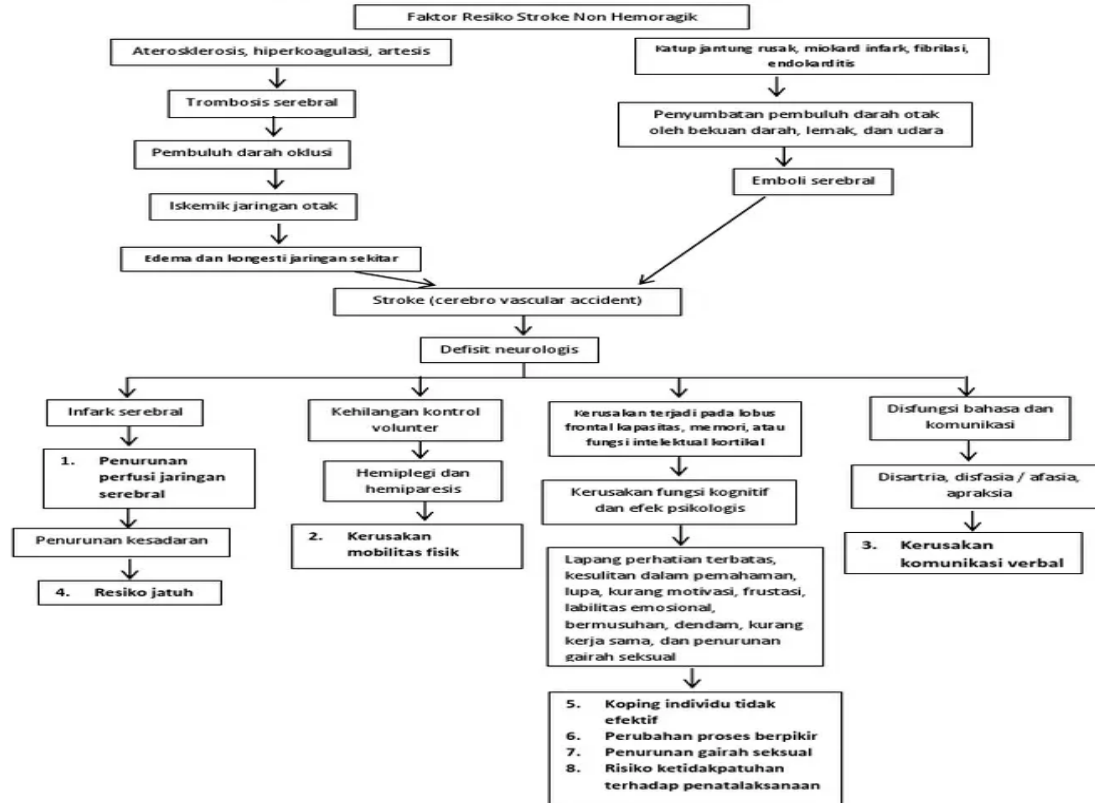 Faktor Resiko Stroke Non Hemoragik
Aterosklerosis, hiperkoagulasi, artesis
Trombosis serebral
Pembuluh darah oklusi
Iskemik jaringan otak
Edema dan kongesti jaringan sekitar
Katup jantung rusak, miokard infark, fibrilasi,
endokarditis
Penyumbatan pembuluh darah otak
oleh bekuan darah, lemak, dan udara
Emboli serebral
Stroke (cerebro vascular accident)
Defisit neurologis
Infark serebral
1. Penurunan
perfusi jaringan
serebral
Penurunan kesadaran
4. Resiko jatuh
Kehilangan kontrol
volunter
Hemiplegi dan
hemiparesis
2. Kerusakan
mobilitas fisik
Kerusakan terjadi pada lobus
frontal kapasitas, memori, atau
fungsi intelektual kortikal
Kerusakan fungsi kognitif
dan efek psikologis
Lapang perhatian terbatas,
kesulitan dalam pemahaman,
lupa, kurang motivasi, frustasi,
labilitas emosional,
bermusuhan, dendam, kurang
kerja sama, dan penurunan
gairah seksual
5. Koping individu tidak
efektif
6. Perubahan proses berpikir
7. Penurunan gairah seksual
8. Risiko ketidakpatuhan
terhadap penatalaksanaan
Disfungsi bahasa dan
komunikasi
Disartria, disfasia / afasia,
apraksia
3. Kerusakan
komunikasi verbal